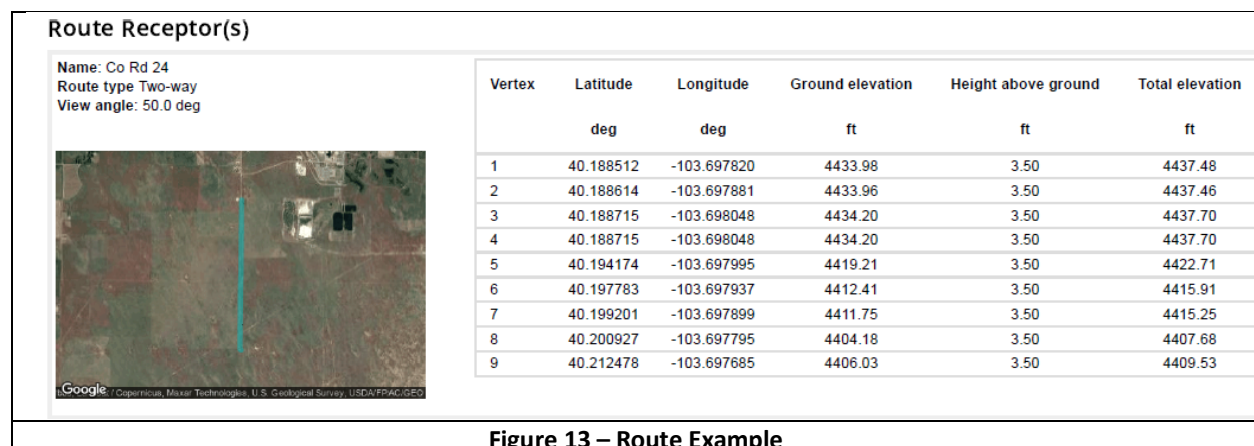 Route Receptor(s)
Name: Co Rd 24
Route type Two-way
View angle: 50.0 deg
Vertex Latitude Longitude Ground elevation Height above ground Total elevation
deg deg ft ft ft
1 40.188512 -103.697820 4433.98 3.50 4437.48
2 40.188614 -103.697881 4433.96 3.50 4437.46
3 40.188715 -103.698048 4434.20 3.50 4437.70
4 40.188715 -103.698048 4434.20 3.50 4437.70
5 40.194174 -103.697995 4419.21 3.50 4422.71
6 40.197783 -103.697937 4412.41 3.50 4415.91
7 40.199201 -103.697899 4411.75 3.50 4415.25
8 40.200927 -103.697795 4404.18 3.50 4407.68
9 40.212478 -103.697685 4406.03 3.50 4409.53
Google / Copernicus, Maxar Technologies, U.S. Geological Survey, USDA/FPAC/GEO
Figure 13 – Route Example